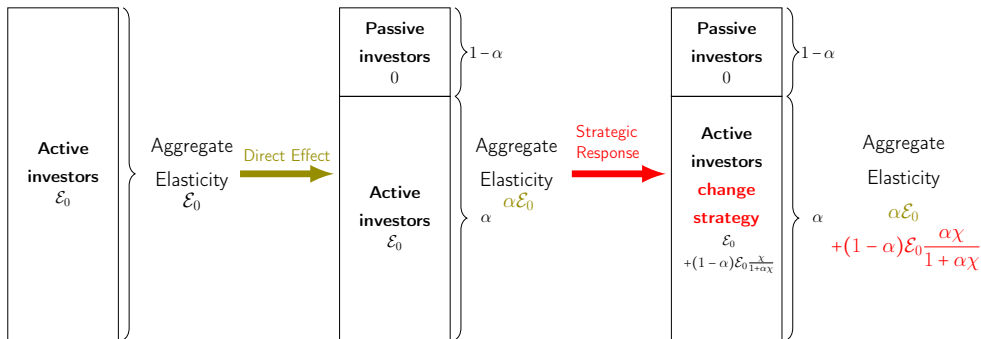 Active
investors
ℰ₀
Aggregate
Elasticity
ℰ₀
Direct Effect
Passive
investors
0
1−α
Active
investors
ℰ₀
α
Aggregate
Elasticity
αℰ₀
Strategic
Response
Passive
investors
0
1−α
Active
investors
change
strategy
ℰ₀
+(1−α)ℰ₀ χ/(1+αχ)
α
Aggregate
Elasticity
αℰ₀
+(1−α)ℰ₀ αχ/(1+αχ)